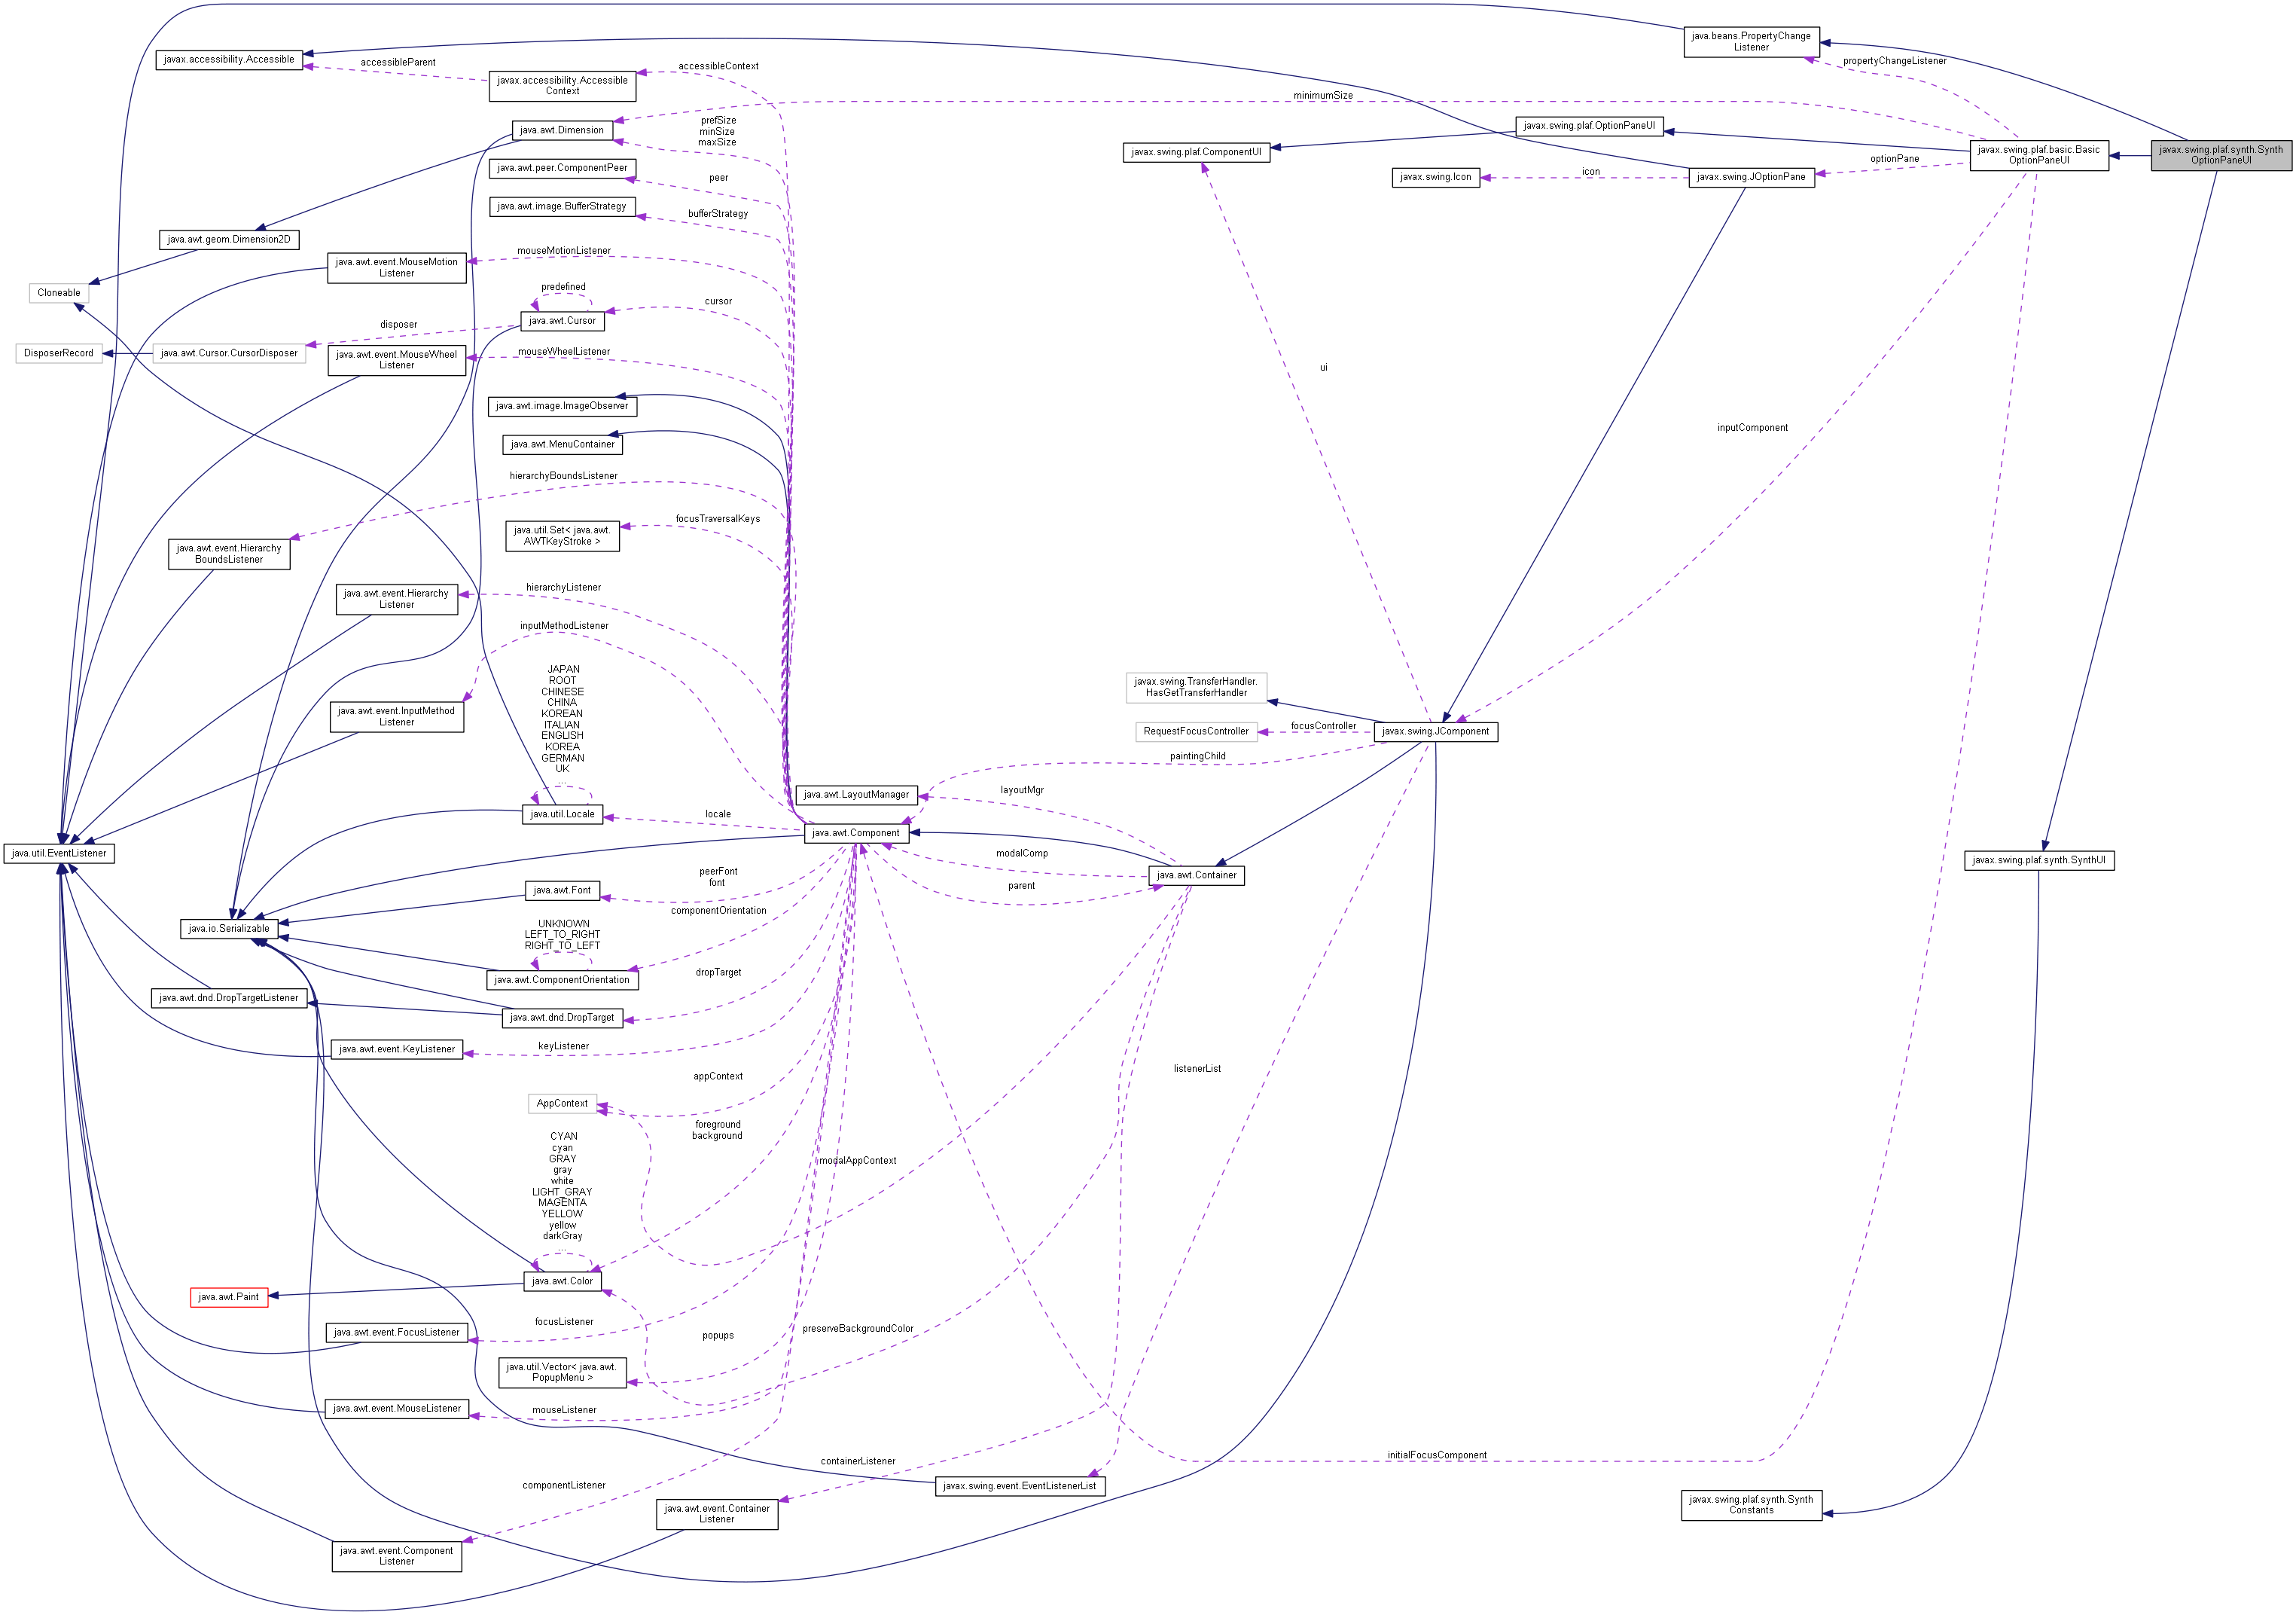 java.beans.PropertyChange
Listener
javax.accessibility.Accessible
accessibleParent
javax.accessibility.Accessible
Context
accessibleContext
propertyChangeListener
minimumSize
java.awt.Dimension
prefSize
minSize
maxSize
javax.swing.plaf.OptionPaneUI
javax.swing.plaf.ComponentUI
javax.swing.plaf.basic.Basic
OptionPaneUI
javax.swing.plaf.synth.Synth
OptionPaneUI
optionPane
java.awt.peer.ComponentPeer
peer
icon
javax.swing.Icon
javax.swing.JOptionPane
java.awt.image.BufferStrategy
bufferStrategy
java.awt.geom.Dimension2D
mouseMotionListener
java.awt.event.MouseMotion
Listener
Cloneable
predefined
cursor
java.awt.Cursor
disposer
DisposerRecord
java.awt.Cursor.CursorDisposer
java.awt.event.MouseWheel
Listener
mouseWheelListener
ui
java.awt.image.ImageObserver
java.awt.MenuContainer
inputComponent
hierarchyBoundsListener
focusTraversalKeys
java.util.Set< java.awt.
AWTKeyStroke >
java.awt.event.Hierarchy
BoundsListener
hierarchyListener
java.awt.event.Hierarchy
Listener
inputMethodListener
JAPAN
ROOT
CHINESE
CHINA
KOREAN
ITALIAN
ENGLISH
KOREA
GERMAN
UK
...
java.awt.event.InputMethod
Listener
javax.swing.TransferHandler.
HasGetTransferHandler
RequestFocusController
focusController
javax.swing.JComponent
paintingChild
java.awt.LayoutManager
layoutMgr
java.util.Locale
locale
java.awt.Component
java.util.EventListener
modalComp
javax.swing.plaf.synth.SynthUI
peerFont
font
java.awt.Container
parent
java.awt.Font
componentOrientation
java.io.Serializable
UNKNOWN
LEFT_TO_RIGHT
RIGHT_TO_LEFT
java.awt.ComponentOrientation
dropTarget
java.awt.dnd.DropTargetListener
java.awt.dnd.DropTarget
java.awt.event.KeyListener
keyListener
listenerList
appContext
AppContext
foreground
background
CYAN
cyan
GRAY
gray
white
LIGHT_GRAY
MAGENTA
YELLOW
yellow
darkGray
...
modalAppContext
java.awt.Color
java.awt.Paint
focusListener
java.awt.event.FocusListener
popups
preserveBackgroundColor
java.util.Vector< java.awt.
PopupMenu >
java.awt.event.MouseListener
mouseListener
initialFocusComponent
containerListener
componentListener
javax.swing.event.EventListenerList
java.awt.event.Container
Listener
javax.swing.plaf.synth.Synth
Constants
java.awt.event.Component
Listener